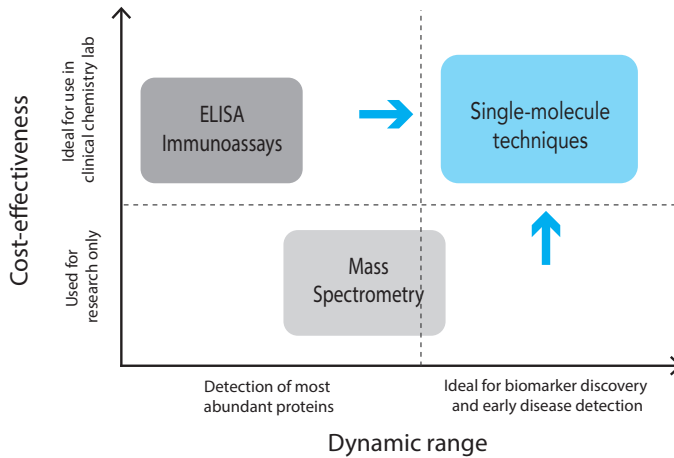 Cost-effectiveness
Ideal for use in
clinical chemistry lab
Used for
research only
ELISA
Immunoassays
Single-molecule
techniques
Mass
Spectrometry
Detection of most
abundant proteins
Ideal for biomarker discovery
and early disease detection
Dynamic range